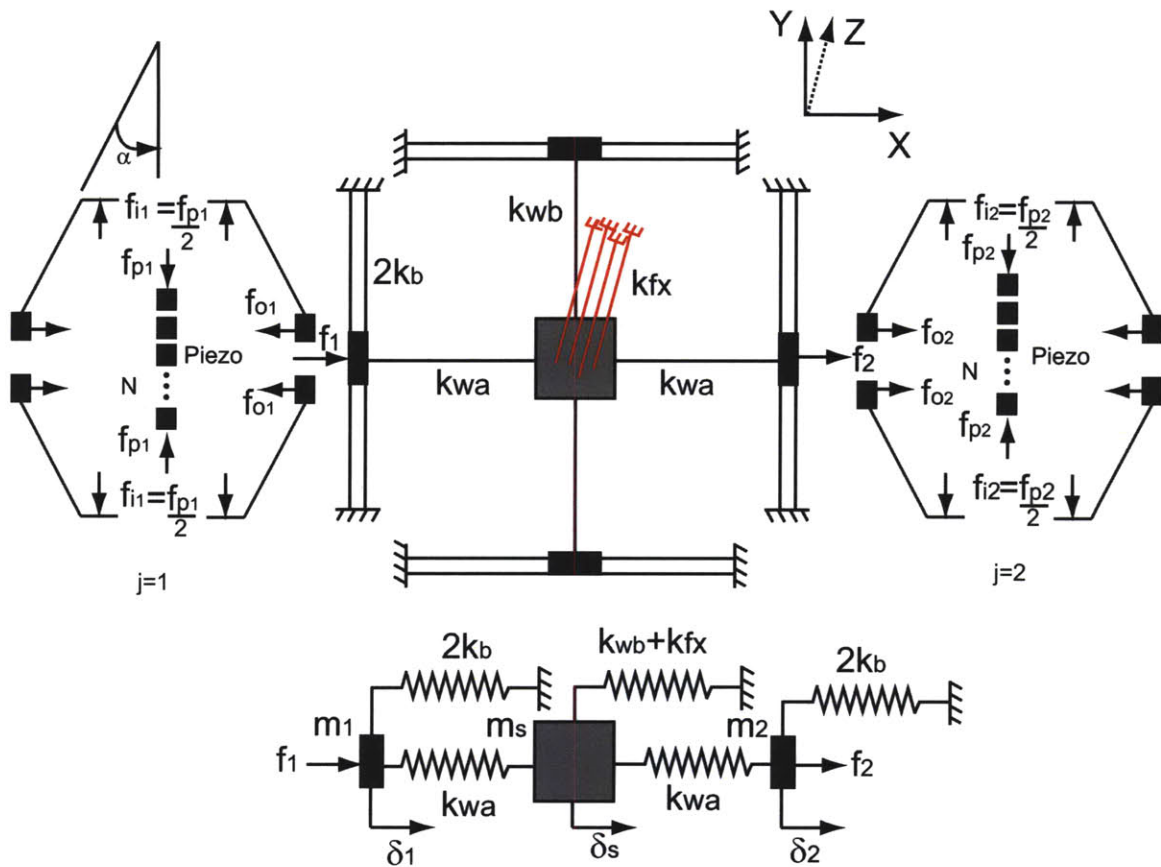 Y
Z
X
α
fi1=fp1/2
fp1
Piezo
N
fo1
fo1
fp1
fi1=fp1/2
j=1
f1
2kb
kwb
kfx
kwa
kwa
f2
fi2=fp2/2
fp2
fo2
Piezo
N
fo2
fp2
fi2=fp2/2
j=2
2kb
kwb+kfx
2kb
m1
ms
m2
f1
f2
kwa
kwa
δ1
δs
δ2